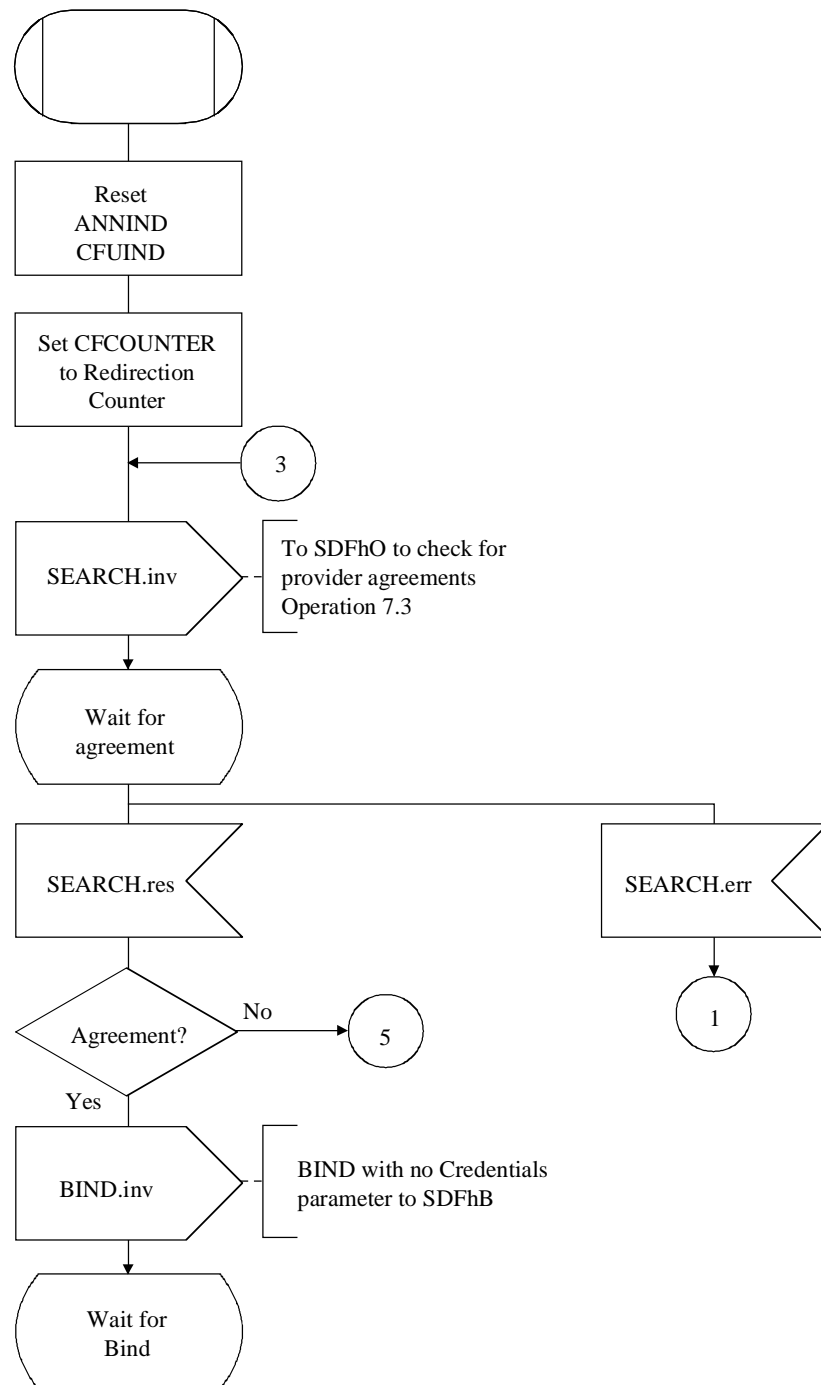 Reset
ANNIND
CFUIND
Set CFCOUNTER
to Redirection
Counter
3
SEARCH.inv
To SDFhO to check for
provider agreements
Operation 7.3
Wait for
agreement
SEARCH.res
SEARCH.err
Agreement?
No
5
1
Yes
BIND.inv
BIND with no Credentials
parameter to SDFhB
Wait for
Bind